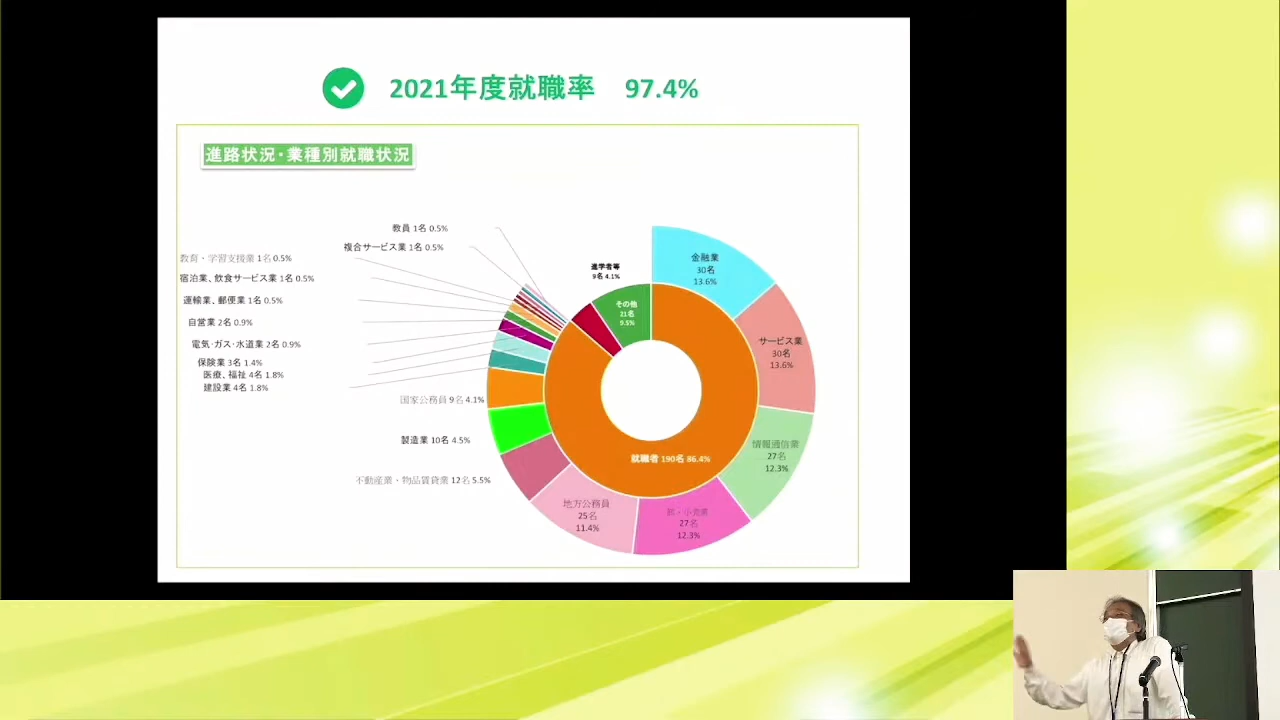 2021年度就職率 97.4%
進路状況・業種別就職状況
教員 1名 0.5%
複合サービス業 1名 0.5%
教育・学習支援業 1名 0.5%
宿泊業、飲食サービス業 1名 0.5%
運輸業、郵便業 1名 0.5%
自営業 2名 0.9%
電気・ガス・水道業 2名 0.9%
保険業 3名 1.4%
医療、福祉 4名 1.8%
建設業 4名 1.8%
国家公務員 9名 4.1%
製造業 10名 4.5%
不動産業・物品賃貸業 12名 5.5%
進学者等
9名 4.1%
その他
21名
9.5%
金融業
30名
13.6%
サービス業
30名
13.6%
情報通信業
27名
12.3%
卸・小売業
27名
12.3%
地方公務員
25名
11.4%
就職者 190名 86.4%